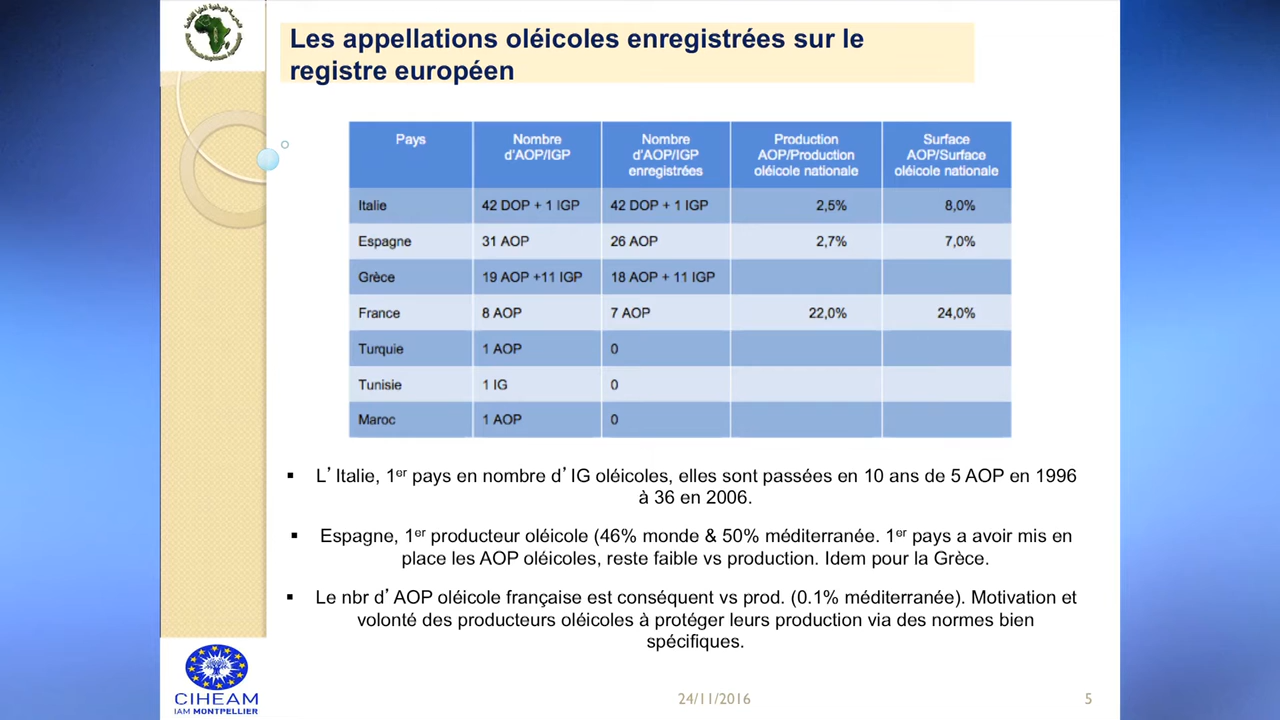 Les appellations oléicoles enregistrées sur le
registre européen
Pays
Nombre
d'AOP/IGP
Nombre
d'AOP/IGP
enregistrées
Production
AOP/Production
oléicole nationale
Surface
AOP/Surface
oléicole nationale
Italie 42 DOP + 1 IGP 42 DOP + 1 IGP 2,5% 8,0%
Espagne 31 AOP 26 AOP 2,7% 7,0%
Grèce 19 AOP +11 IGP 18 AOP + 11 IGP
France 8 AOP 7 AOP 22,0% 24,0%
Turquie 1 AOP 0
Tunisie 1 IG 0
Maroc 1 AOP 0
▪ L'Italie, 1er pays en nombre d'IG oléicoles, elles sont passées en 10 ans de 5 AOP en 1996
à 36 en 2006.
▪ Espagne, 1er producteur oléicole (46% monde & 50% méditerranée. 1er pays a avoir mis en
place les AOP oléicoles, reste faible vs production. Idem pour la Grèce.
▪ Le nbr d'AOP oléicole française est conséquent vs prod. (0.1% méditerranée). Motivation et
volonté des producteurs oléicoles à protéger leurs production via des normes bien
spécifiques.
CIHEAM
IAM MONTPELLIER
24/11/2016
5